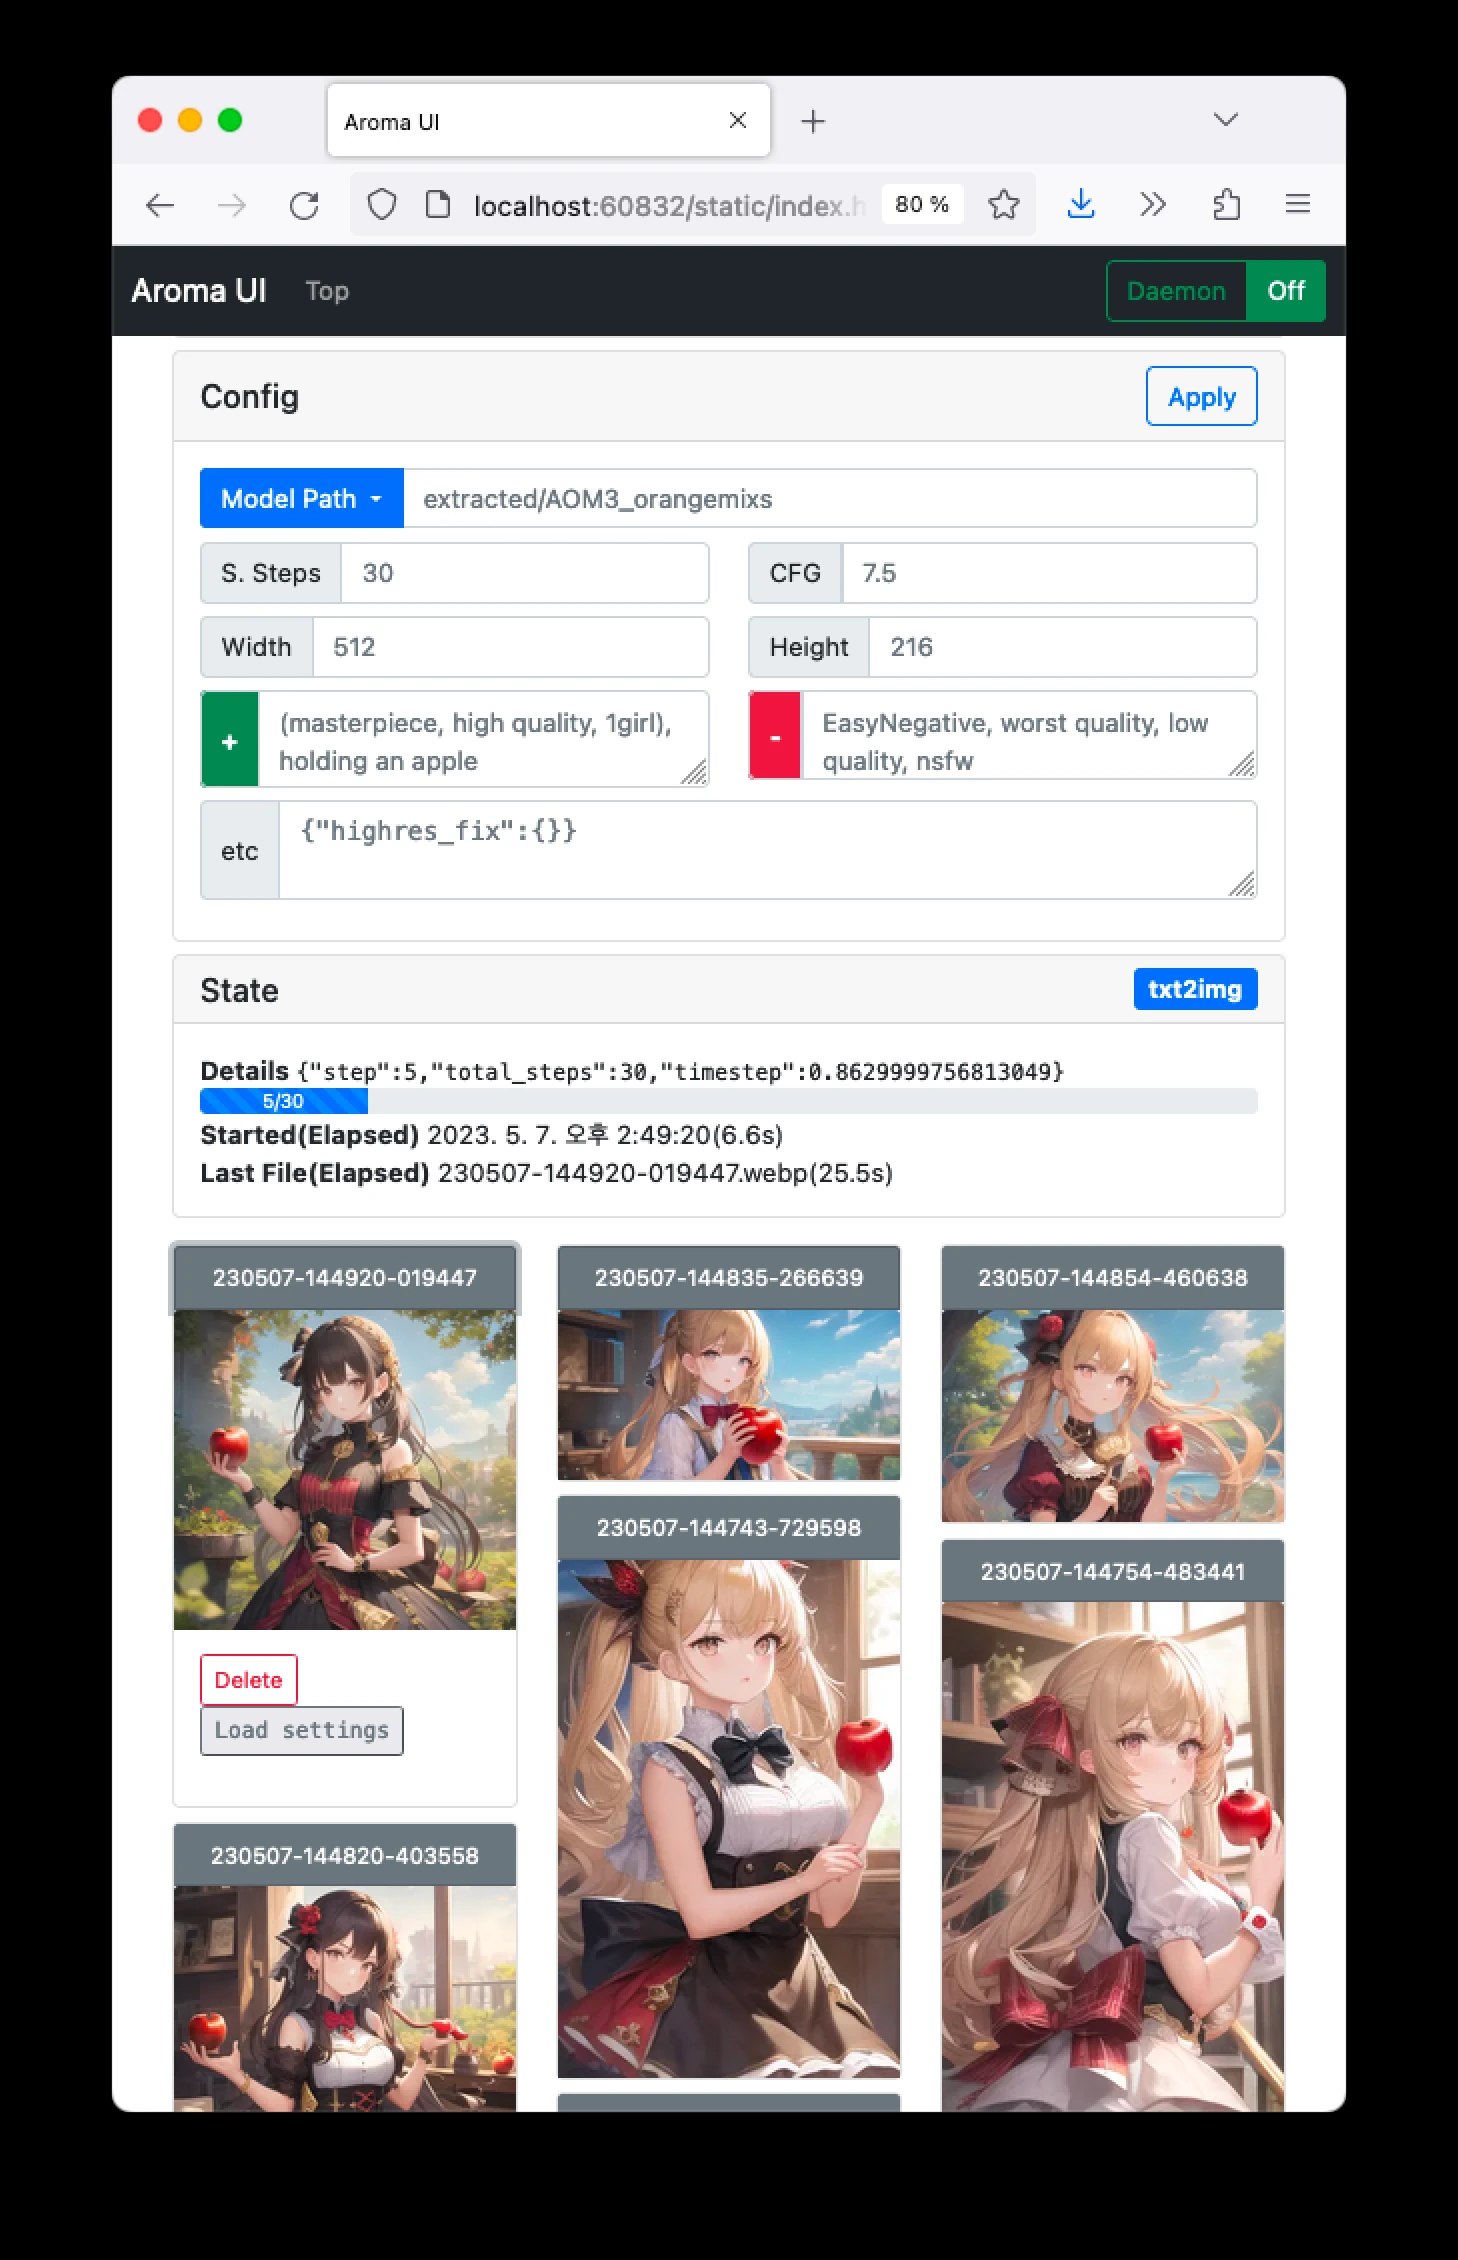 Aroma UI
localhost:60832/static/index.h 80 %
Aroma UI Top Daemon Off
Config Apply
Model Path extracted/AOM3_orangemixs
S. Steps 30 CFG 7.5
Width 512 Height 216
+ (masterpiece, high quality, 1girl),
holding an apple
- EasyNegative, worst quality, low
quality, nsfw
etc {"highres_fix":{}}
State txt2img
Details {"step":5,"total_steps":30,"timestep":0.8629999756813049}
5/30
Started(Elapsed) 2023. 5. 7. 오후 2:49:20(6.6s)
Last File(Elapsed) 230507-144920-019447.webp(25.5s)
230507-144920-019447 230507-144835-266639 230507-144854-460638
230507-144743-729598
230507-144754-483441
Delete
Load settings
230507-144820-403558